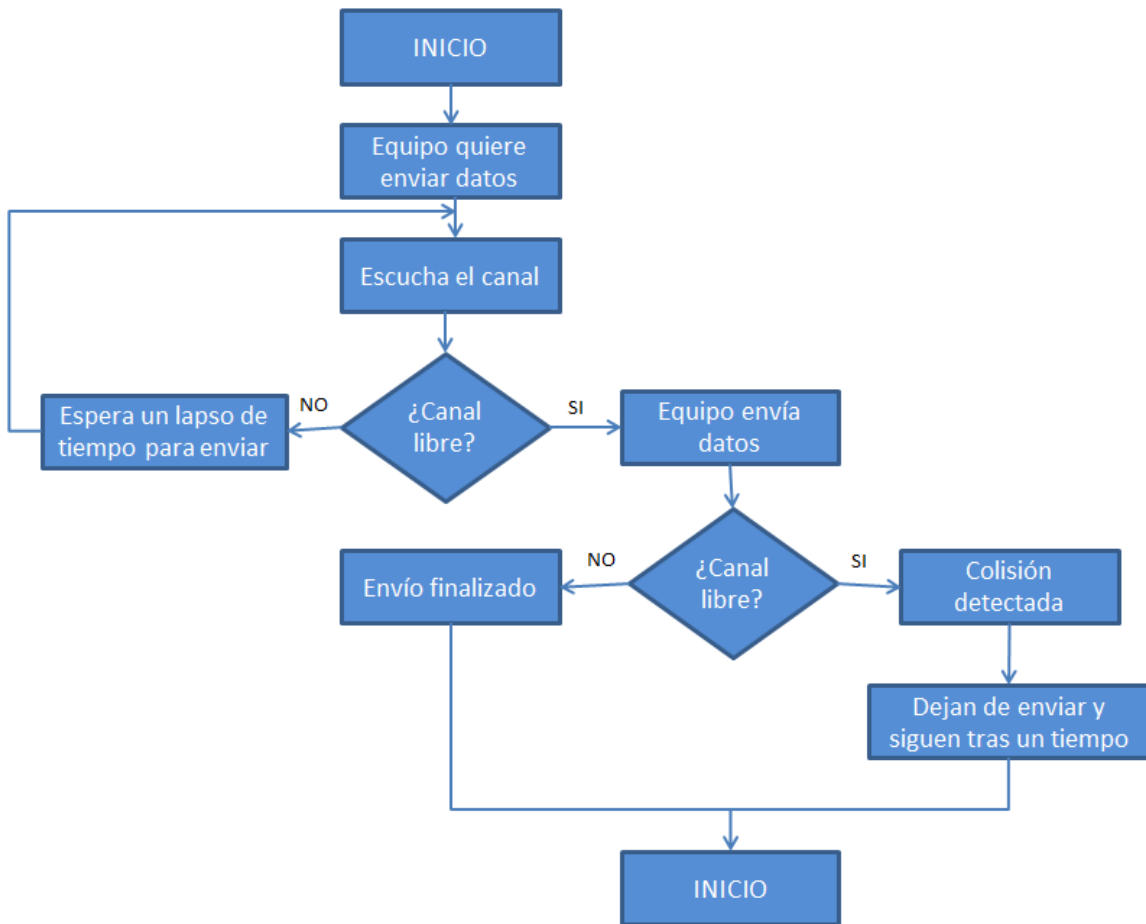 INICIO
Equipo quiere
enviar datos
Escucha el canal
¿Canal
libre?
NO
SI
Espera un lapso de
tiempo para enviar
Equipo envía
datos
¿Canal
libre?
NO
SI
Envío finalizado
Colisión
detectada
Dejan de enviar y
siguen tras un tiempo
INICIO